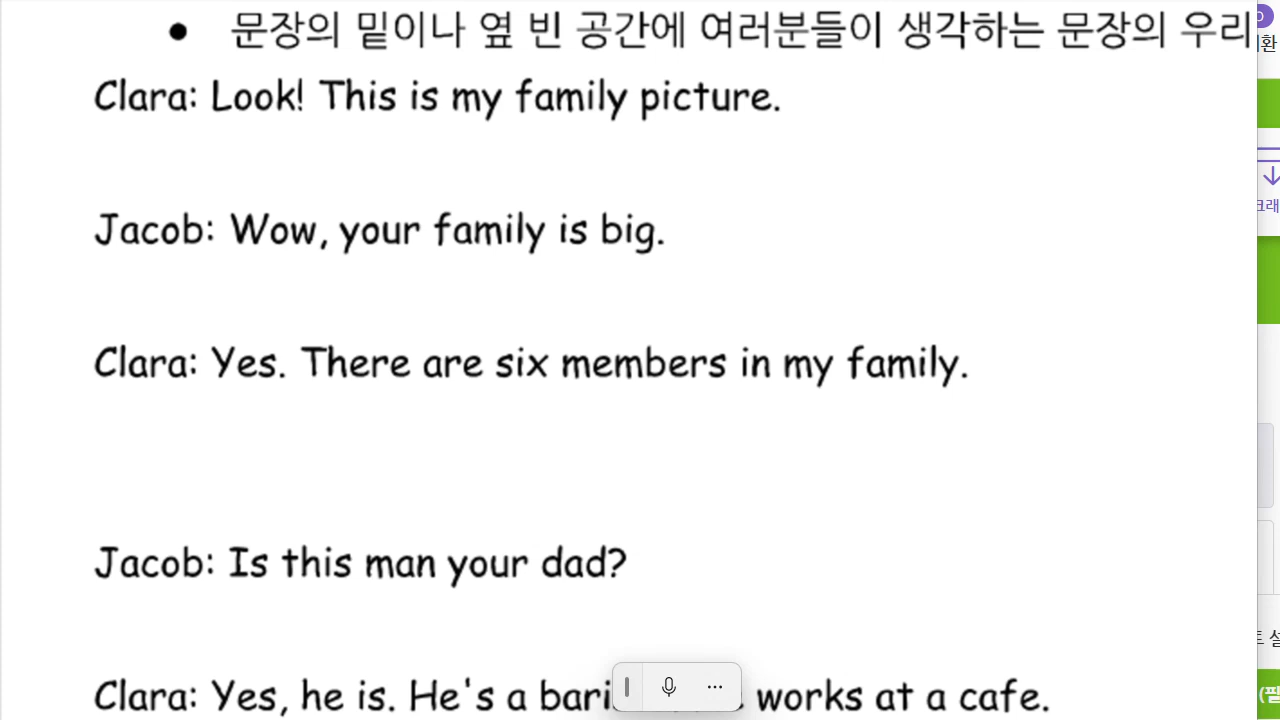 ● 문장의 밑이나 옆 빈 공간에 여러분들이 생각하는 문장의 우리
환
Clara: Look! This is my family picture.
크래
Jacob: Wow, your family is big.
Clara: Yes. There are six members in my family.
Jacob: Is this man your dad?
Clara: Yes, he is. He's a works at a cafe.